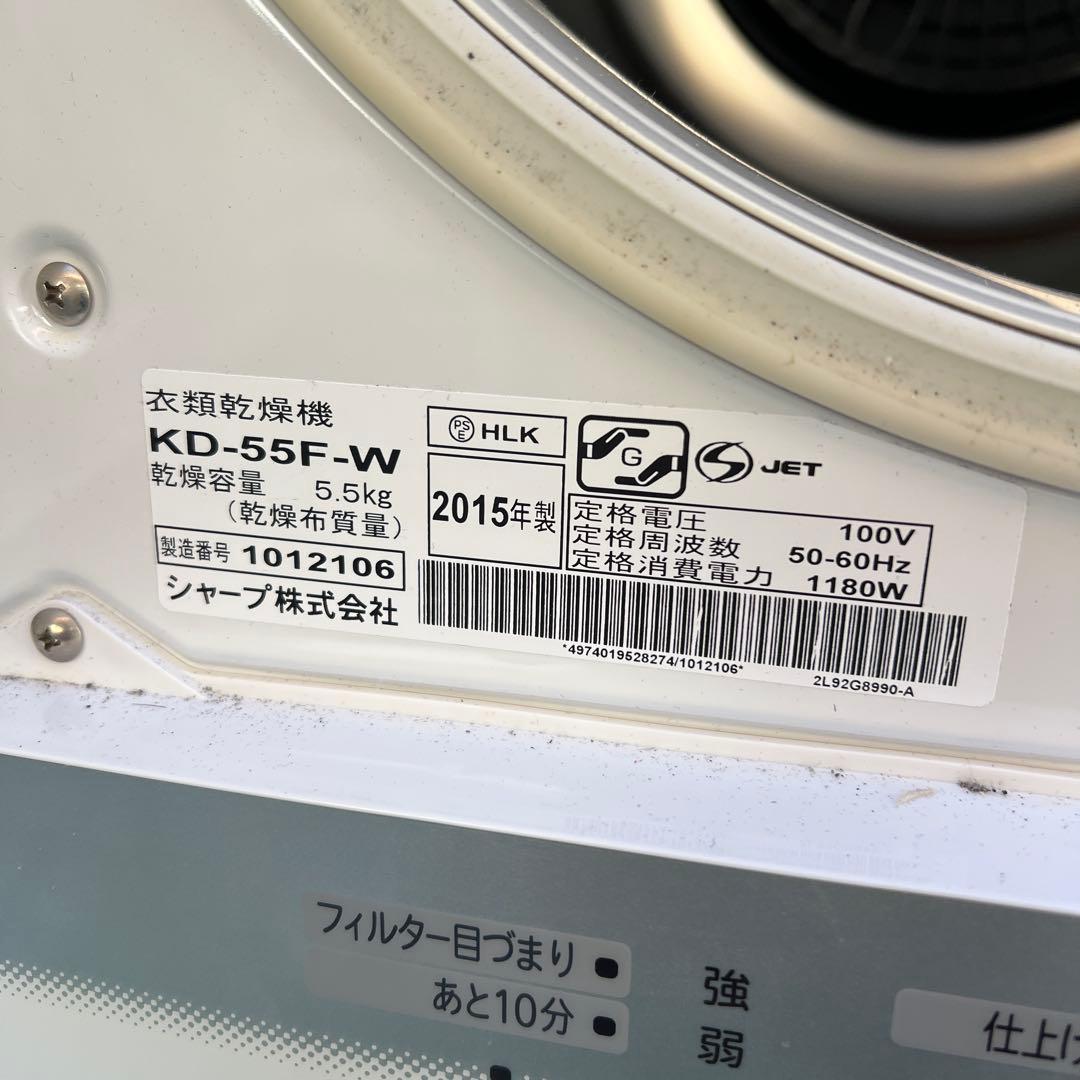 衣類乾燥機
KD-55F-W
乾燥容量 5.5kg
(乾燥布質量)
製造番号 1012106
シャープ株式会社
PS
E
HLK
2015年製
G
JET
定格電圧 100V
定格周波数 50-60Hz
定格消費電力 1180W
*4974019528274/1012106*
2L92G8990-A
フィルター目づまり
あと10分
強
弱
仕上げ